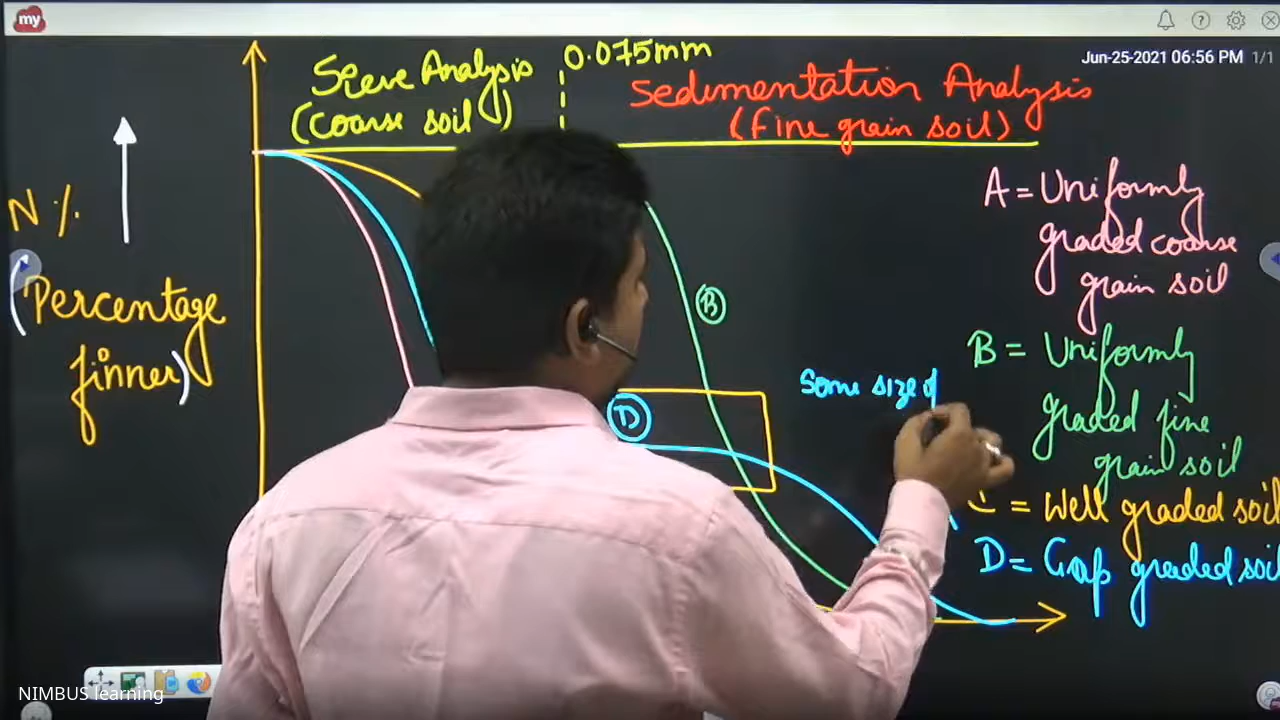 my
Jun-25-2021 06:56 PM 1/1
Sieve Analysis
(Coarse soil)
0.075mm
Sedimentation Analysis
(fine grain soil)
N %
(Percentage
finner)
A = Uniformly
graded coarse
grain soil
B
B = Uniformly
graded fine
grain soil
D
Some size of
= Well graded soil
D = Gap graded soil
NIMBUS learning